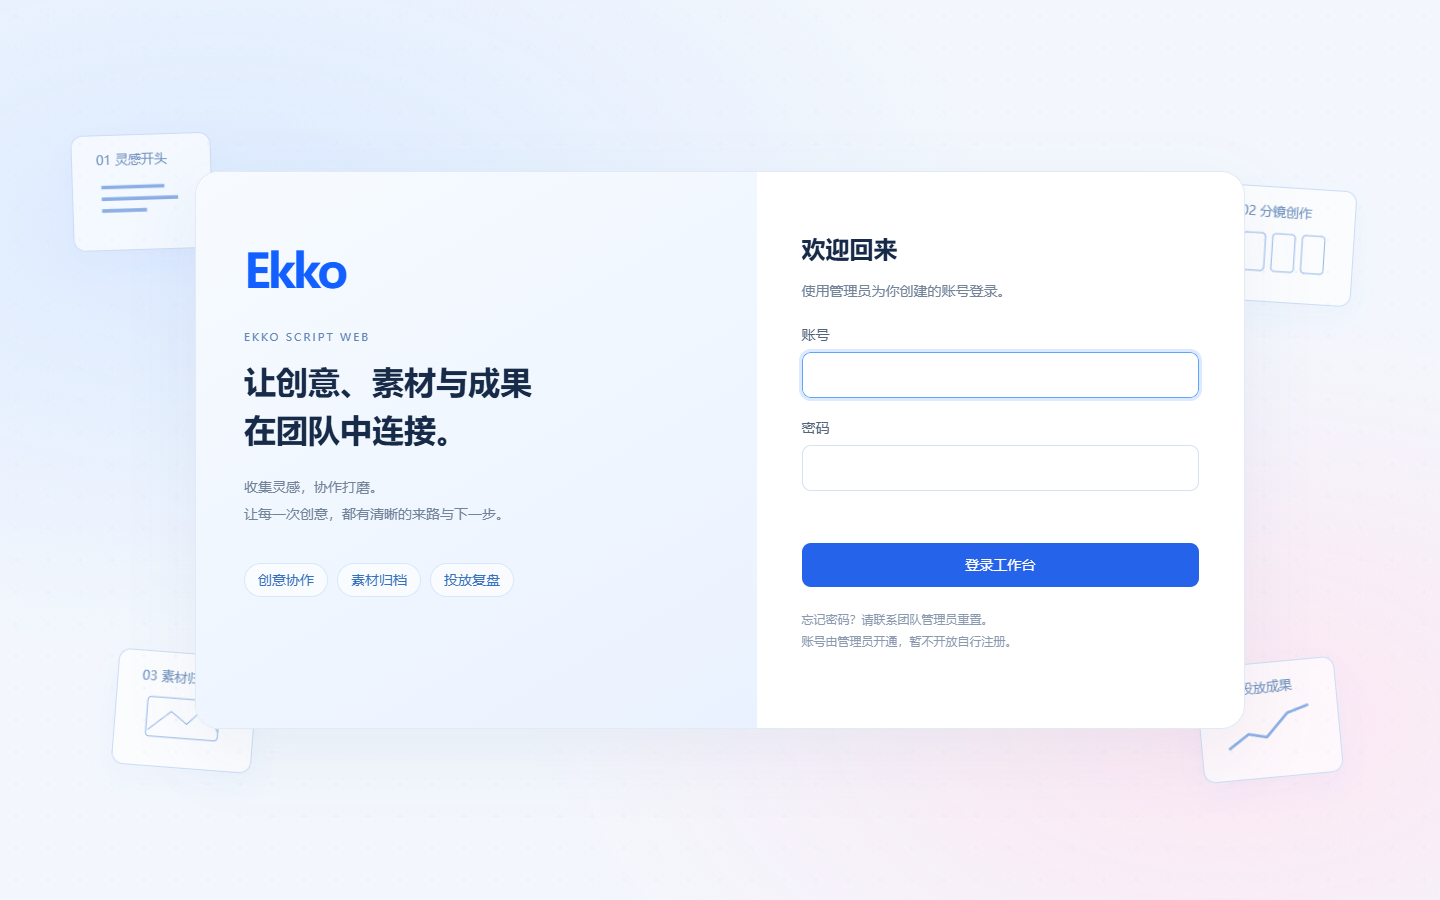 01 灵感开头
02 分镜创作
Ekko
EKKO SCRIPT WEB
让创意、素材与成果
在团队中连接。
收集灵感，协作打磨。
让每一次创意，都有清晰的来路与下一步。
创意协作
素材归档
投放复盘
欢迎回来
使用管理员为你创建的账号登录。
账号
密码
登录工作台
忘记密码？请联系团队管理员重置。
账号由管理员开通，暂不开放自行注册。
03 素材归
投放成果